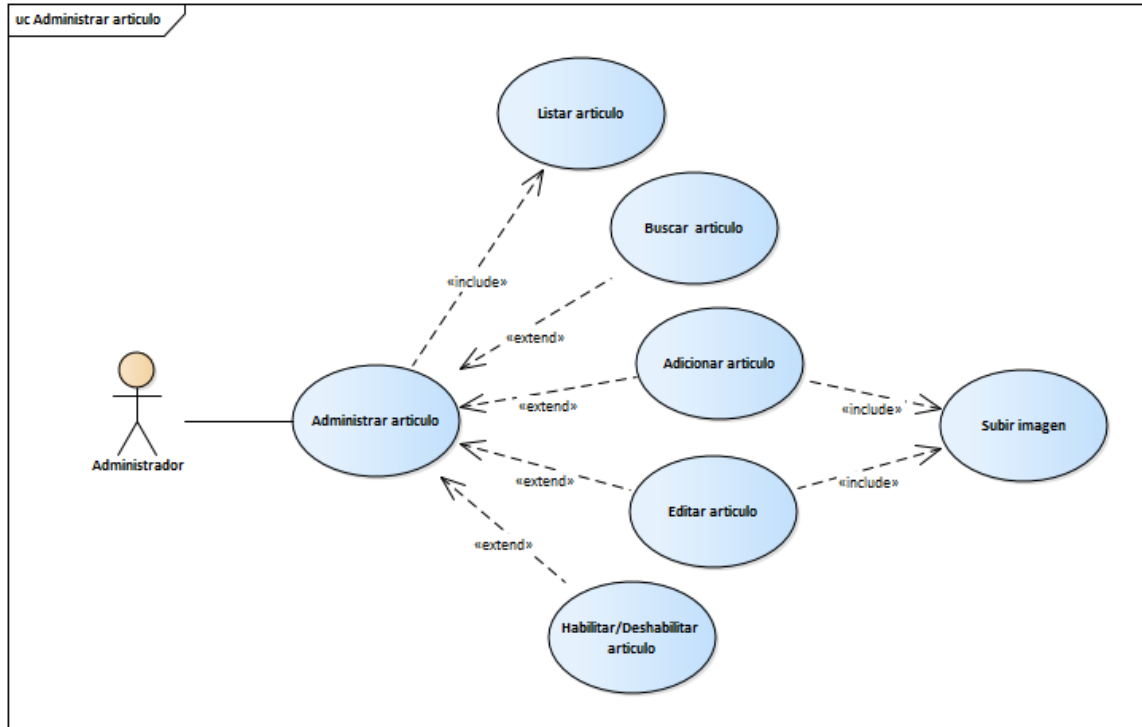 uc Administrar articulo
Listar articulo
Buscar articulo
«include»
«extend»
Adicionar articulo
«extend»
«include»
Administrar articulo
Subir imagen
Administrador
«extend»
«include»
Editar articulo
«extend»
Habilitar/Deshabilitar
articulo